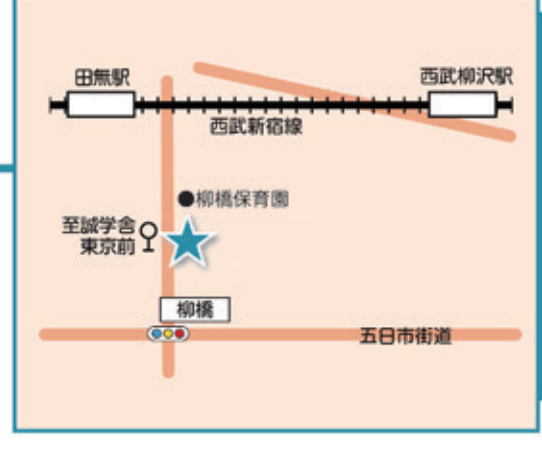 田無駅
西武柳沢駅
西武新宿線
柳橋保育園
至誠学舎
東京前
柳橋
五日市街道